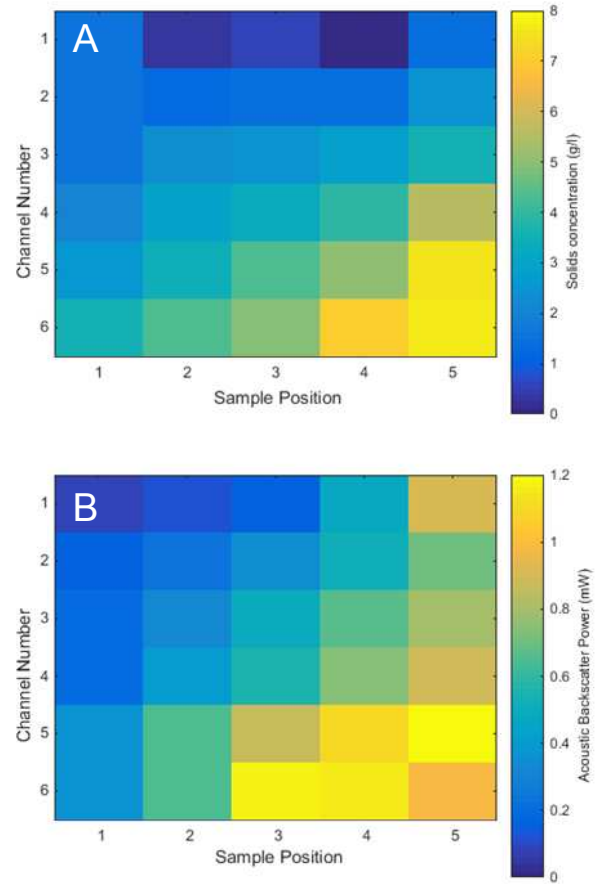 A
1
2
3
4
5
6
Channel Number
1 2 3 4 5
Sample Position
8
7
6
5
4
3
2
1
0
Solids concentration (g/l)
B
1
2
3
4
5
6
Channel Number
1 2 3 4 5
Sample Position
1.2
1
0.8
0.6
0.4
0.2
0
Acoustic Backscatter Power (mW)